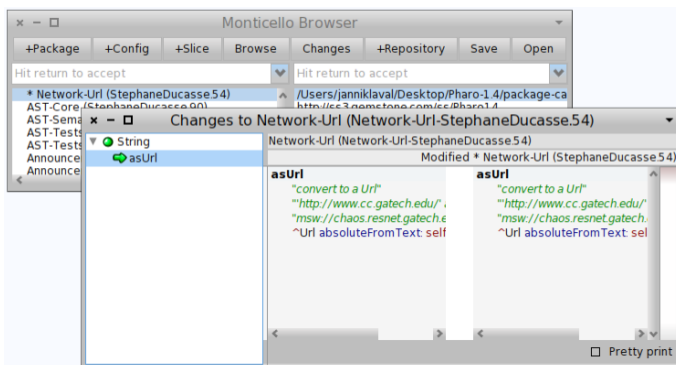 Monticello Browser
+Package +Config +Slice Browse Changes +Repository Save Open
Hit return to accept Hit return to accept
* Network-Url (StephaneDucasse.54) /Users/janniklaval/Desktop/Pharo-1.4/package-ca
AST-Core (StephaneDucasse.90) http://ss3.gemstone.com/ss/Pharo14
AST-Sema
AST-Tests
AST-Tests
Announce
Announce
Changes to Network-Url (Network-Url-StephaneDucasse.54)
String
asUrl
Network-Url (Network-Url-StephaneDucasse.54)
Modified * Network-Url (StephaneDucasse.54)
asUrl asUrl
"convert to a Url" "convert to a Url"
"'http://www.cc.gatech.edu/' "'http://www.cc.gatech.edu/'
"msw://chaos.resnet.gatech.e "msw://chaos.resnet.gatech.
^Url absoluteFromText: self ^Url absoluteFromText: sel
Pretty print